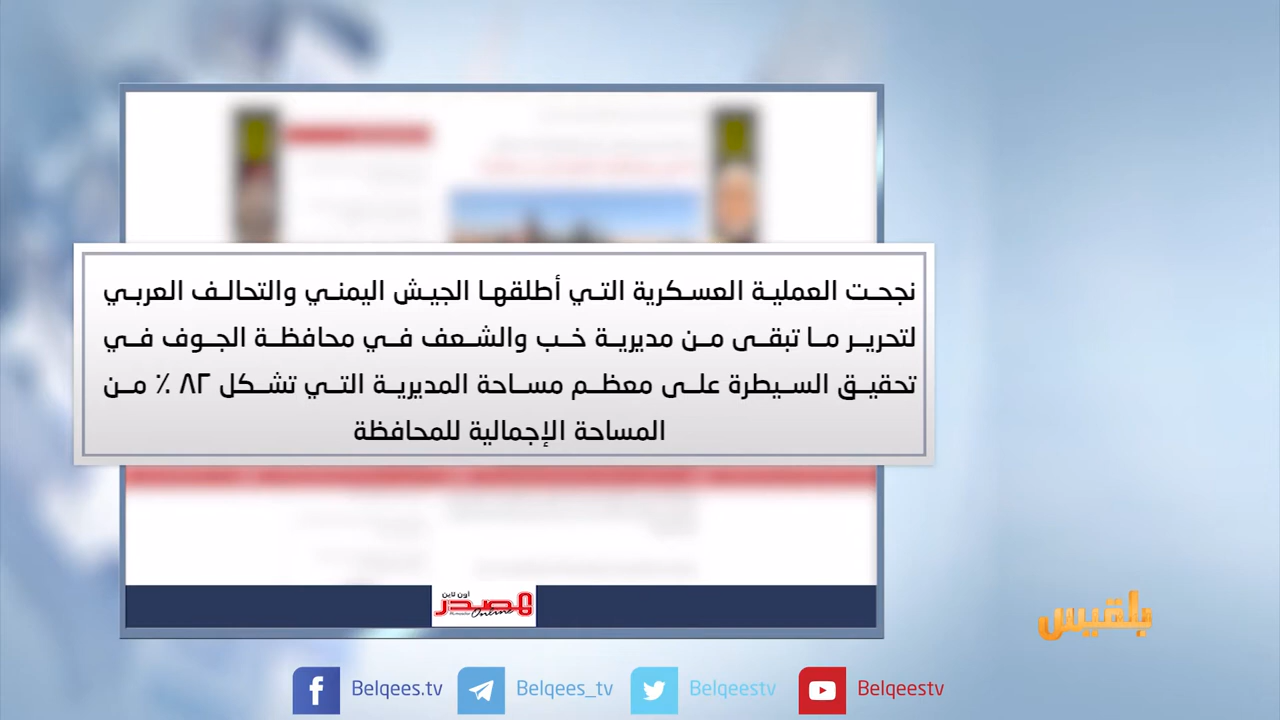 نجحت العملية العسكرية التي أطلقها الجيش اليمني والتحالف العربي
لتحرير ما تبقى من مديرية خب والشعف في محافظة الجوف في
تحقيق السيطرة على معظم مساحة المديرية التي تشكل ٨٢ ٪ من
المساحة الإجمالية للمحافظة
أون لاين
المصدر
Online
بلقيس
Belqees.tv
Belqees_tv
Belqeestv
Belqeestv